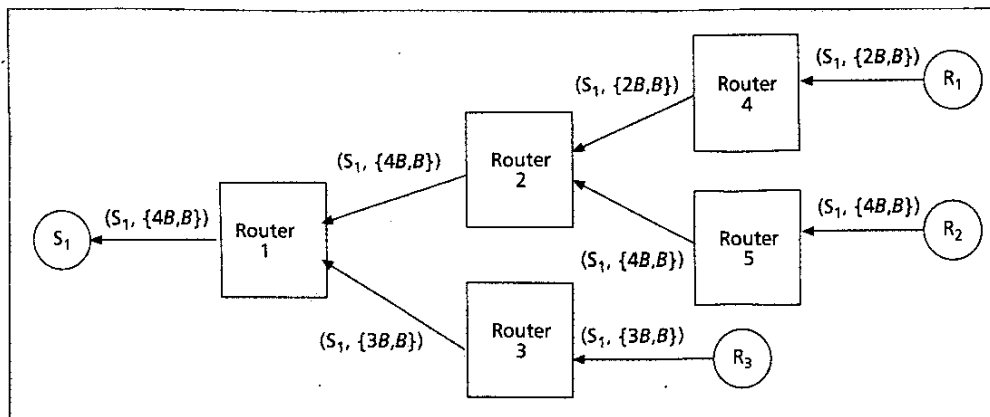 (S₁, {2B,B})
R₁
Router
4
(S₁, {2B,B})
Router
2
(S₁, {4B,B})
(S₁, {4B,B})
R₂
Router
5
(S₁, {4B,B})
(S₁, {4B,B})
S₁
Router
1
(S₁, {3B,B})
Router
3
(S₁, {3B,B})
R₃